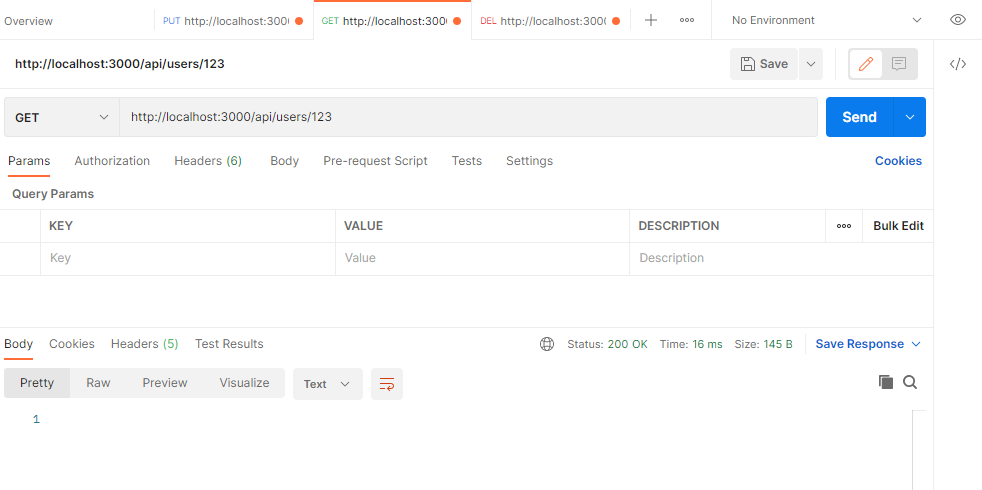 Overview PUT http://localhost:300( GET http://localhost:300( DEL http://localhost:300( No Environment
http://localhost:3000/api/users/123 Save
GET http://localhost:3000/api/users/123 Send
Params Authorization Headers (6) Body Pre-request Script Tests Settings Cookies
Query Params
KEY VALUE DESCRIPTION Bulk Edit
Key Value Description
Body Cookies Headers (5) Test Results Status: 200 OK Time: 16 ms Size: 145 B Save Response
Pretty Raw Preview Visualize Text
1